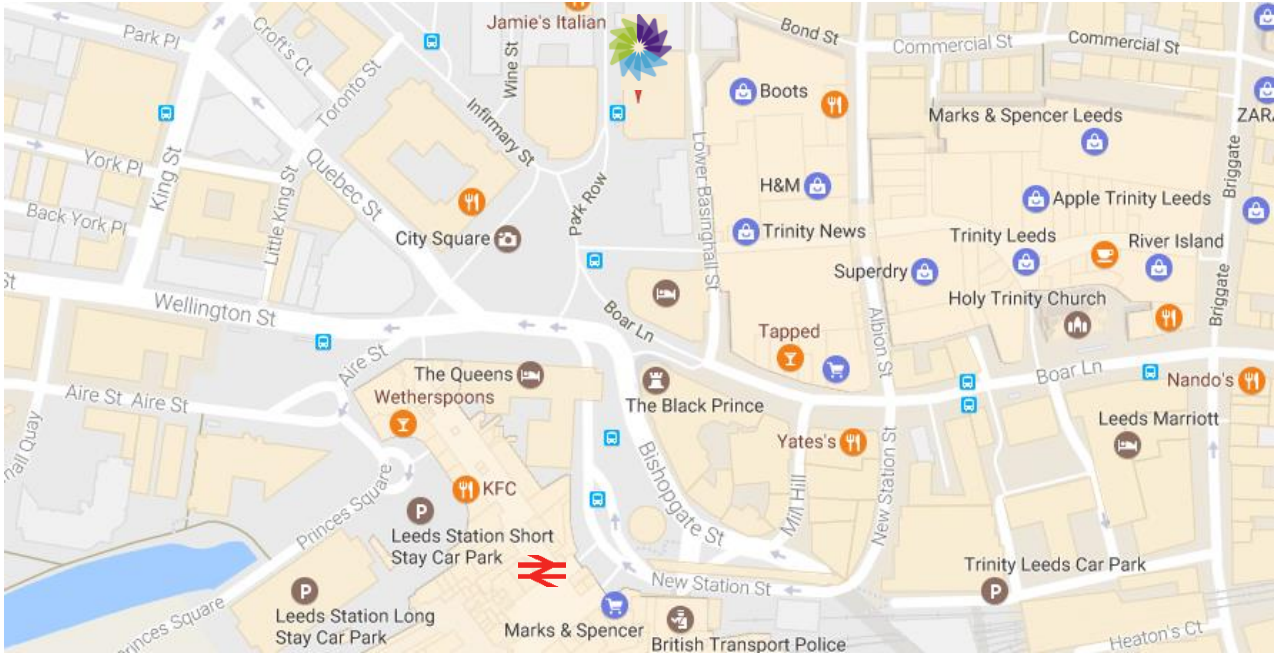 Jamie's Italian
Bond St
Commercial St
Commercial St
Park Pl
Croft's Ct
Wine St
Toronto St
Boots
Infirmary St
Marks & Spencer Leeds
ZAR
Lower Basinghall St
York Pl
King St
Quebec St
H&M
Apple Trinity Leeds
Briggate
Back York Pl
Little King St
City Square
Park Row
Trinity News
Trinity Leeds
River Island
Superdry
Holy Trinity Church
St
Wellington St
Boar Ln
Albion St
Briggate
Tapped
Aire St
The Queens
Boar Ln
Nando's
Aire St
Aire St
Wetherspoons
The Black Prince
Leeds Marriott
Yates's
Bishopgate St
KFC
Mill Hill
New Station St
Princes Square
P
Leeds Station Short
Stay Car Park
Trinity Leeds Car Park
P
New Station St
P
Leeds Station Long
Stay Car Park
Princes Square
Marks & Spencer
British Transport Police
Heaton's Ct